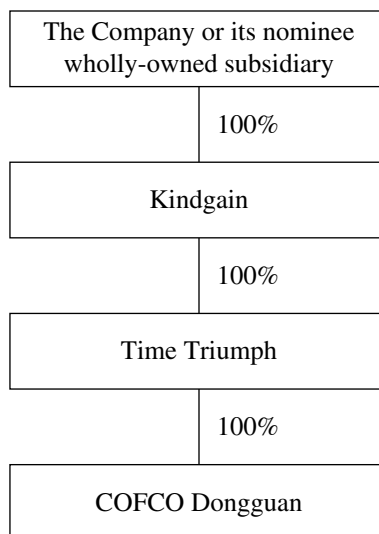 The Company or its nominee
wholly-owned subsidiary
100%
Kindgain
100%
Time Triumph
100%
COFCO Dongguan